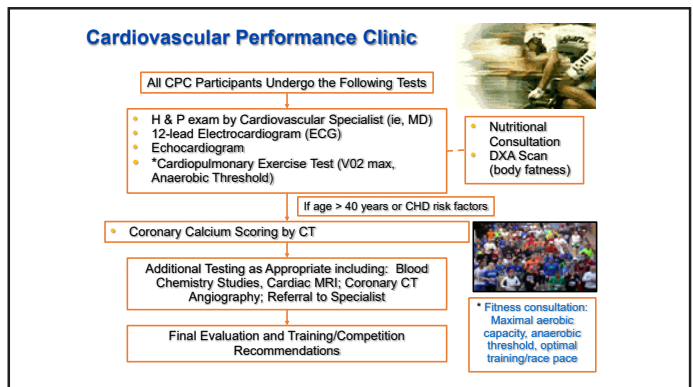 Cardiovascular Performance Clinic
All CPC Participants Undergo the Following Tests
• H & P exam by Cardiovascular Specialist (ie, MD)
• 12-lead Electrocardiogram (ECG)
• Echocardiogram
• *Cardiopulmonary Exercise Test (V02 max,
Anaerobic Threshold)
• Nutritional
Consultation
• DXA Scan
(body fatness)
If age > 40 years or CHD risk factors
• Coronary Calcium Scoring by CT
Additional Testing as Appropriate including: Blood
Chemistry Studies, Cardiac MRI; Coronary CT
Angiography; Referral to Specialist
* Fitness consultation:
Maximal aerobic
capacity, anaerobic
threshold, optimal
training/race pace
Final Evaluation and Training/Competition
Recommendations